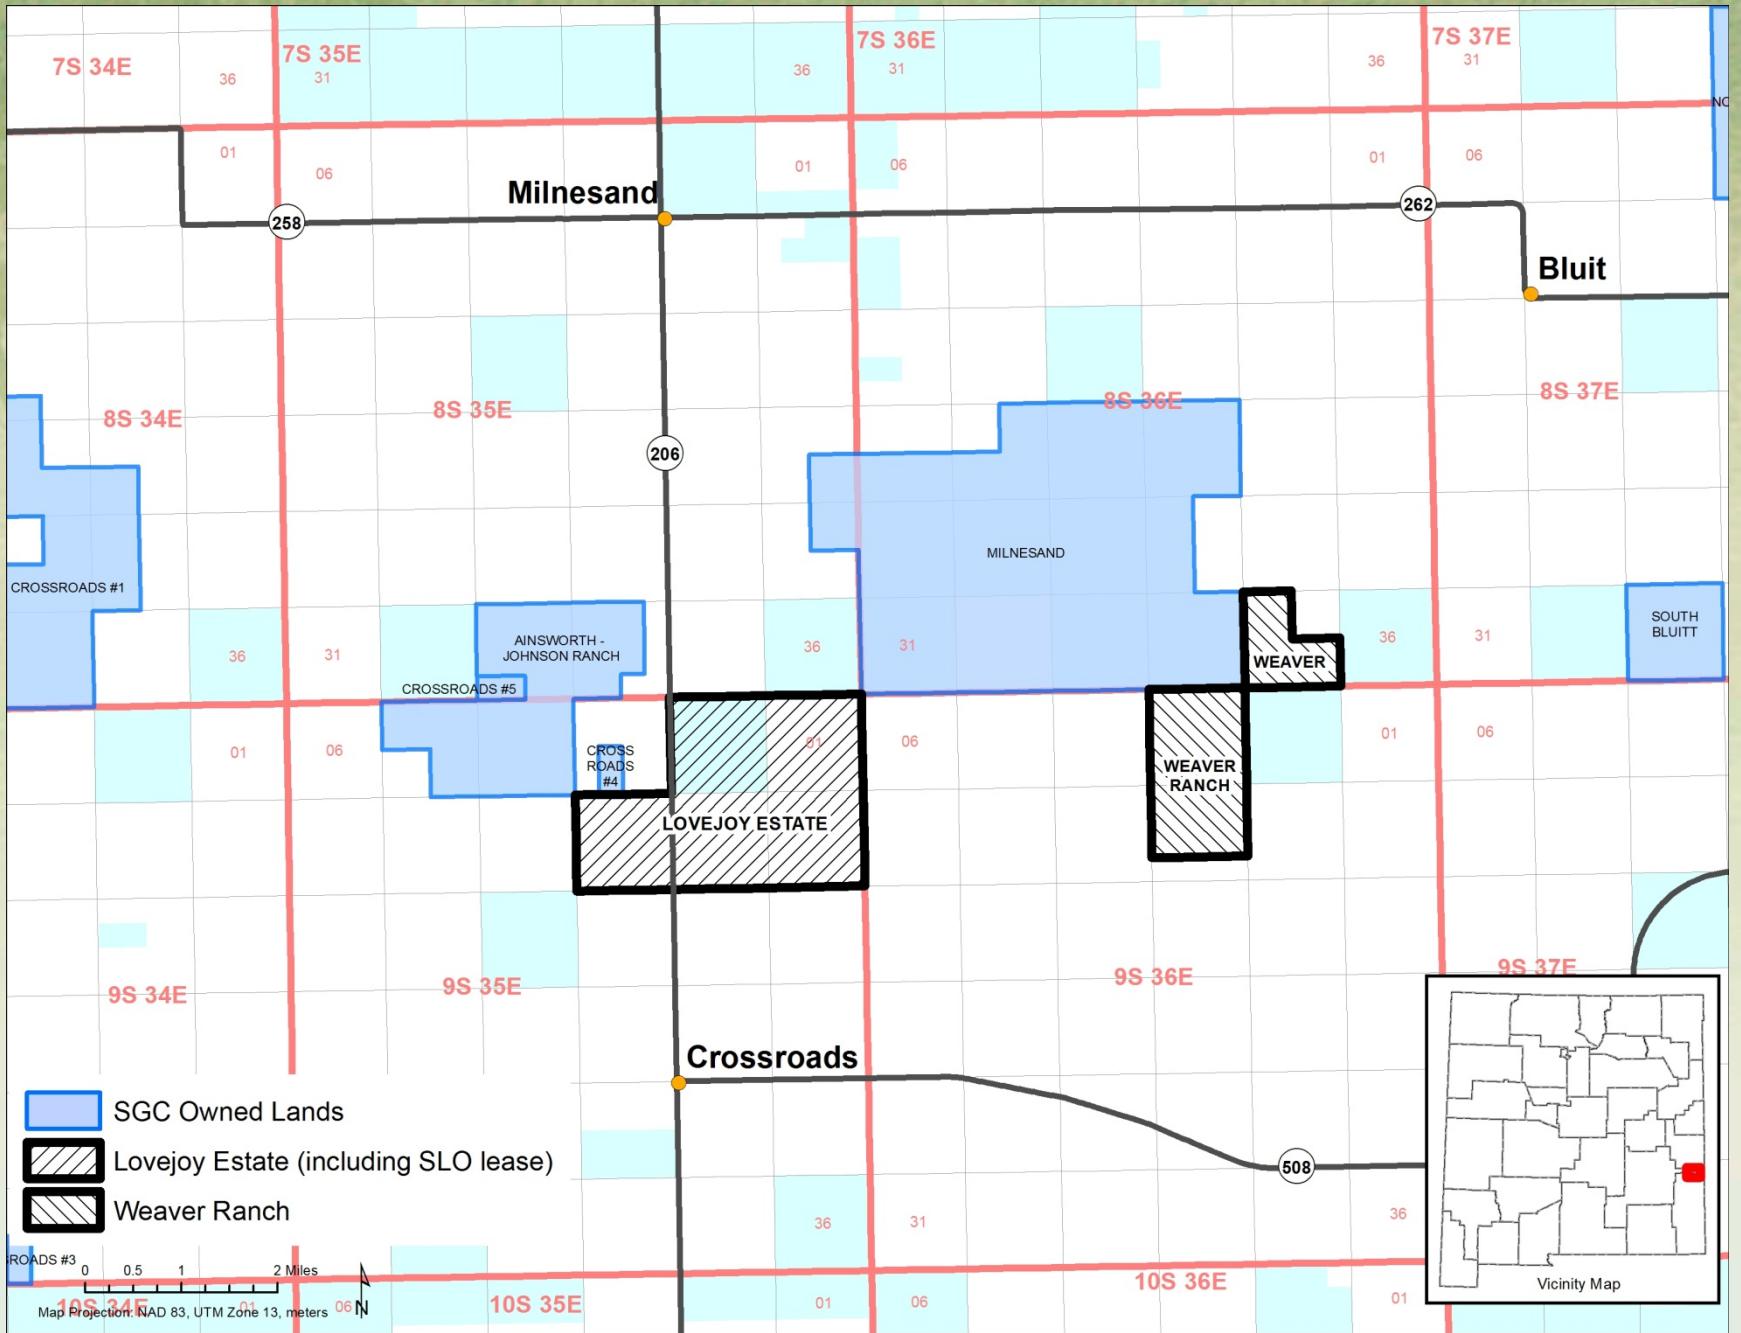 7S 34E
7S 35E
7S 36E
7S 37E
36
31
36
31
36
31
NO
01
06
01
06
01
06
Milnesand
258
262
Bluit
8S 34E
8S 35E
8S 36E
8S 37E
206
MILNESAND
CROSSROADS #1
AINSWORTH -
JOHNSON RANCH
SOUTH
BLUITT
36
31
36
31
36
31
WEAVER
CROSSROADS #5
01
06
01
06
01
06
CROSS
ROADS
#4
WEAVER
RANCH
LOVEJOY ESTATE
9S 34E
9S 35E
9S 36E
9S 37E
Crossroads
508
SGC Owned Lands
Lovejoy Estate (including SLO lease)
Weaver Ranch
36
31
36
ROADS #3
0 0.5 1 2 Miles
N
Map Projection: NAD 83, UTM Zone 13, meters
10S 34E
01
06
10S 35E
01
06
10S 36E
01
Vicinity Map